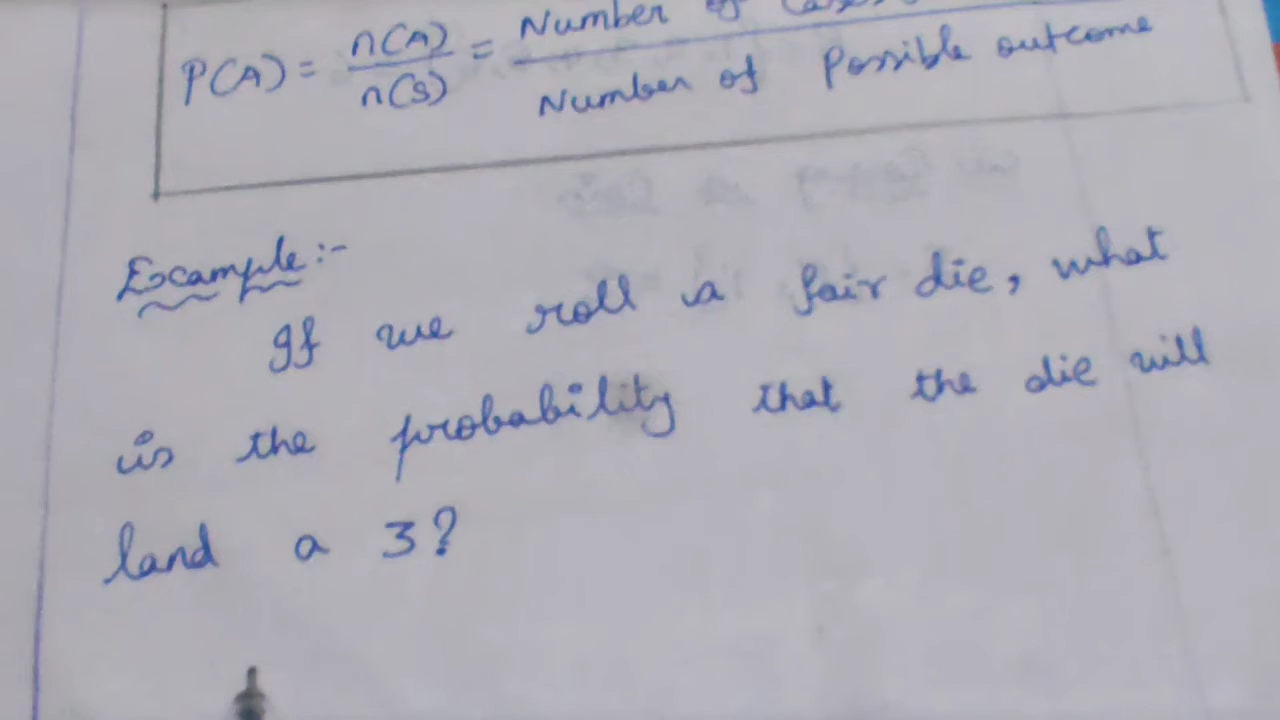 P(A) = n(A)/n(S) = Number of
Number of Possible outcome
Example:-
If we roll a fair die, what
is the probability that the die will
land a 3?